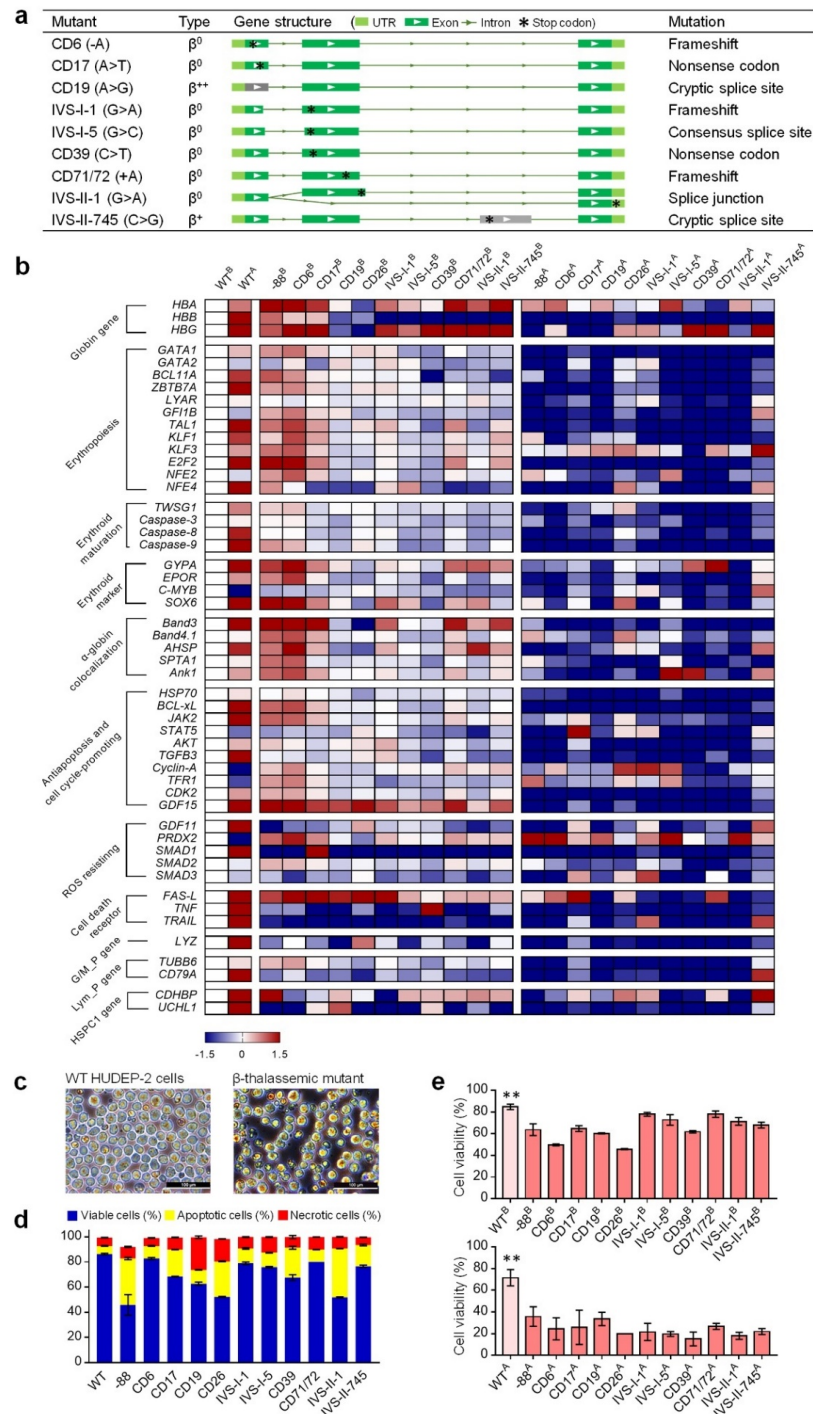 a
Mutant Type Gene structure ( UTR Exon Intron * Stop codon) Mutation
CD6 (-A) β⁰ * Frameshift
CD17 (A>T) β⁰ * Nonsense codon
CD19 (A>G) β⁺⁺ Cryptic splice site
IVS-I-1 (G>A) β⁰ * Frameshift
IVS-I-5 (G>C) β⁰ * Consensus splice site
CD39 (C>T) β⁰ * Nonsense codon
CD71/72 (+A) β⁰ * Frameshift
IVS-II-1 (G>A) β⁰ * * Splice junction
IVS-II-745 (C>G) β⁺ * Cryptic splice site
b
WTᴮ WTᴬ -88ᴮ CD6ᴮ CD17ᴮ CD19ᴮ CD26ᴮ IVS-I-1ᴮ IVS-I-5ᴮ CD39ᴮ CD71/72ᴮ IVS-II-1ᴮ IVS-II-745ᴮ -88ᴬ CD6ᴬ CD17ᴬ CD19ᴬ CD26ᴬ IVS-I-1ᴬ IVS-I-5ᴬ CD39ᴬ CD71/72ᴬ IVS-II-1ᴬ IVS-II-745ᴬ
Globin gene
HBA
HBB
HBG
Erythropoiesis
GATA1
GATA2
BCL11A
ZBTB7A
LYAR
GFI1B
TAL1
KLF1
KLF3
E2F2
NFE2
NFE4
Erythroid
maturation
TWSG1
Caspase-3
Caspase-8
Caspase-9
Erythroid
marker
GYPA
EPOR
C-MYB
SOX6
α-globin
colocalization
Band3
Band4.1
AHSP
SPTA1
Ank1
Antiapoptosis and
cell cycle-promoting
HSP70
BCL-xL
JAK2
STAT5
AKT
TGFB3
Cyclin-A
TFR1
CDK2
GDF15
ROS resistinng
GDF11
PRDX2
SMAD1
SMAD2
SMAD3
Cell death
receptor
FAS-L
TNF
TRAIL
G/M_P gene
LYZ
Lym_P gene
TUBB6
CD79A
HSPC1 gene
CDHBP
UCHL1
-1.5 0 1.5
c
WT HUDEP-2 cells β-thalassemic mutant
100 μm 100 μm
d
Viable cells (%) Apoptotic cells (%) Necrotic cells (%)
100
80
60
40
20
0
WT -88 CD6 CD17 CD19 CD26 IVS-I-1 IVS-I-5 CD39 CD71/72 IVS-II-1 IVS-II-745
e
Cell viability (%)
100
80
60
40
20
0
**
WTᴮ -88ᴮ CD6ᴮ CD17ᴮ CD19ᴮ CD26ᴮ IVS-I-1ᴮ IVS-I-5ᴮ CD39ᴮ CD71/72ᴮ IVS-II-1ᴮ IVS-II-745ᴮ
Cell viability (%)
100
80
60
40
20
0
**
WTᴬ -88ᴬ CD6ᴬ CD17ᴬ CD19ᴬ CD26ᴬ IVS-I-1ᴬ IVS-I-5ᴬ CD39ᴬ CD71/72ᴬ IVS-II-1ᴬ IVS-II-745ᴬ